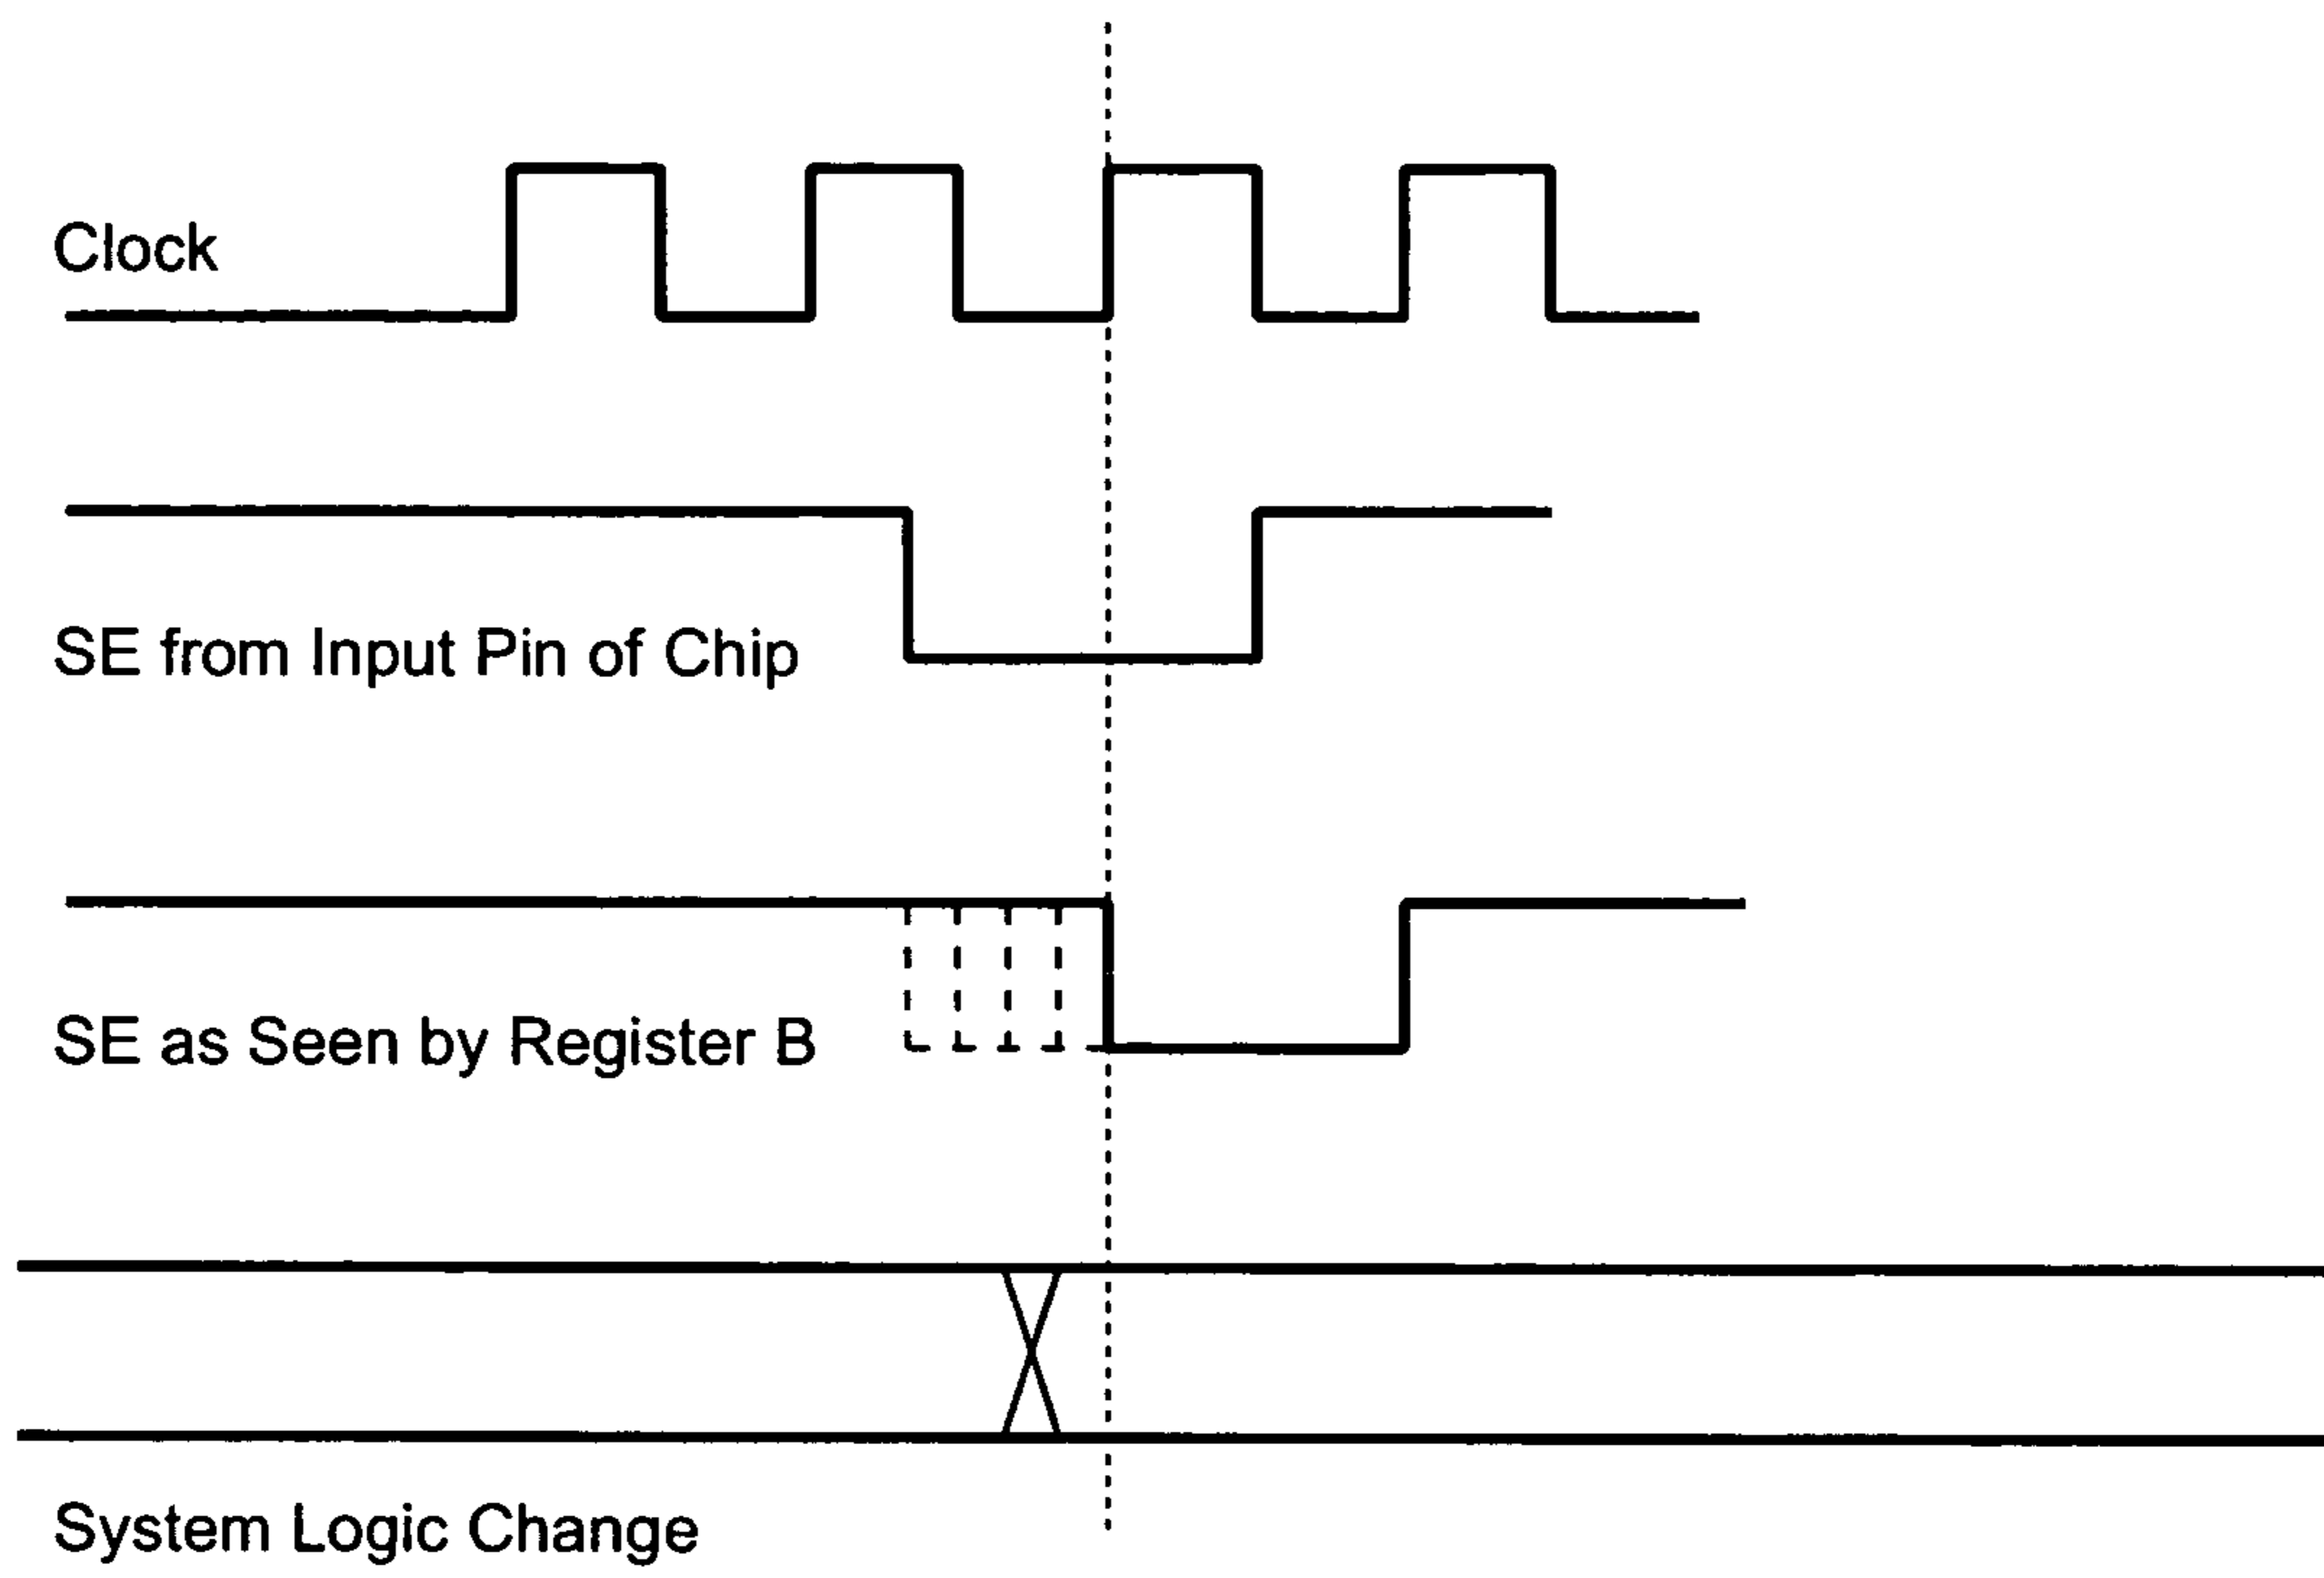 Clock
SE from Input Pin of Chip
SE as Seen by Register B
System Logic Change